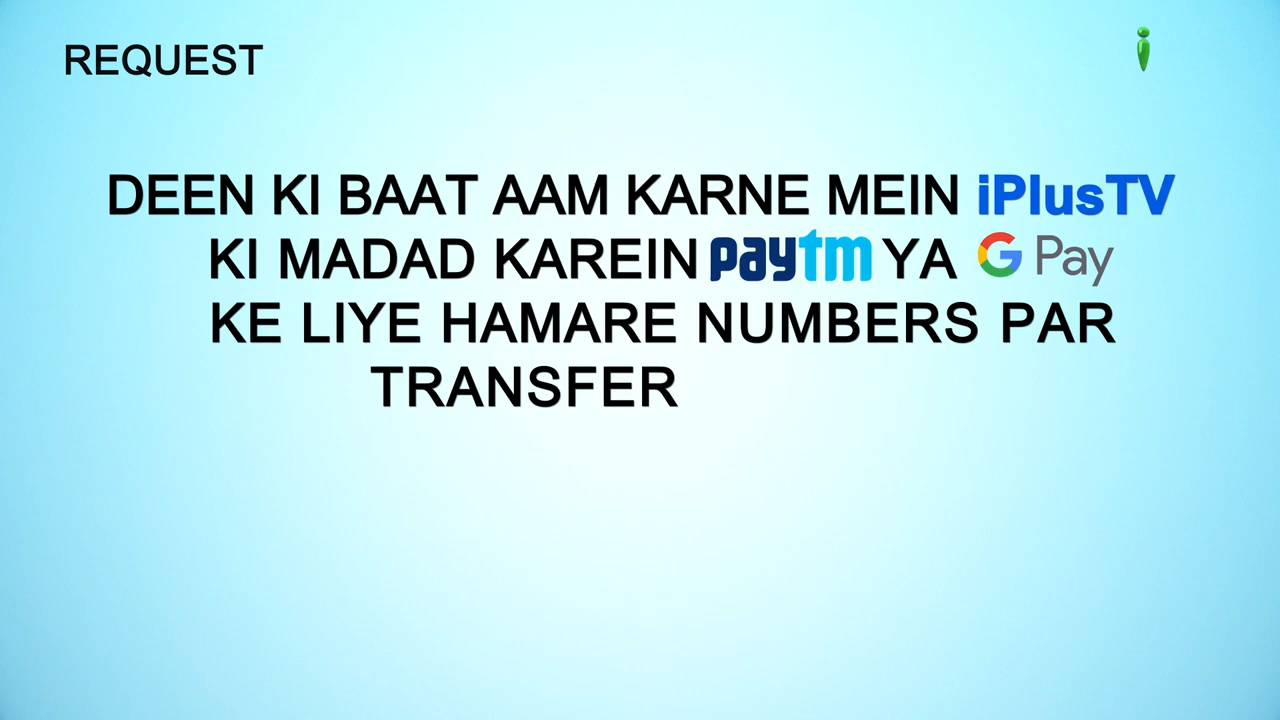 REQUEST
DEEN KI BAAT AAM KARNE MEIN iPlusTV
KI MADAD KAREIN paytm YA G Pay
KE LIYE HAMARE NUMBERS PAR
TRANSFER